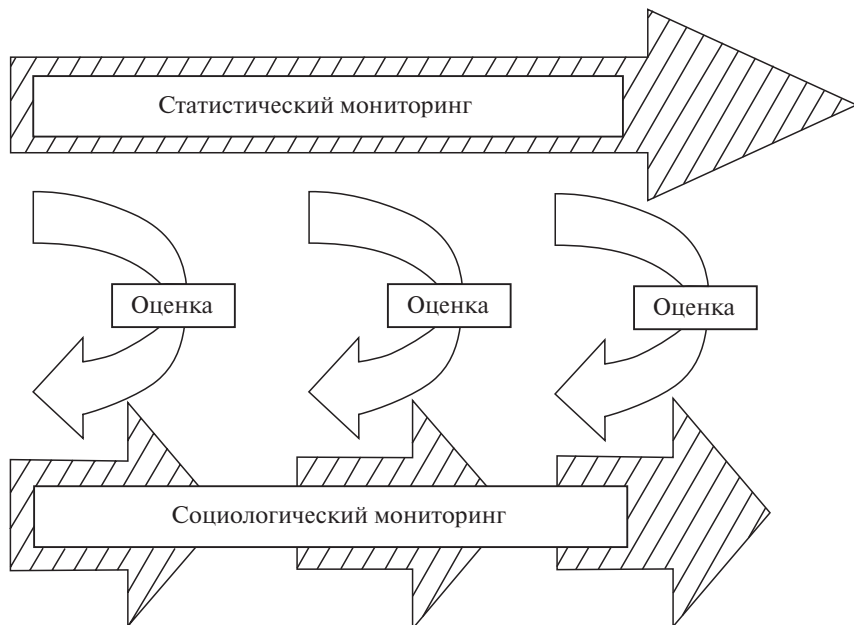 Статистический мониторинг
Оценка
Оценка
Оценка
Социологический мониторинг